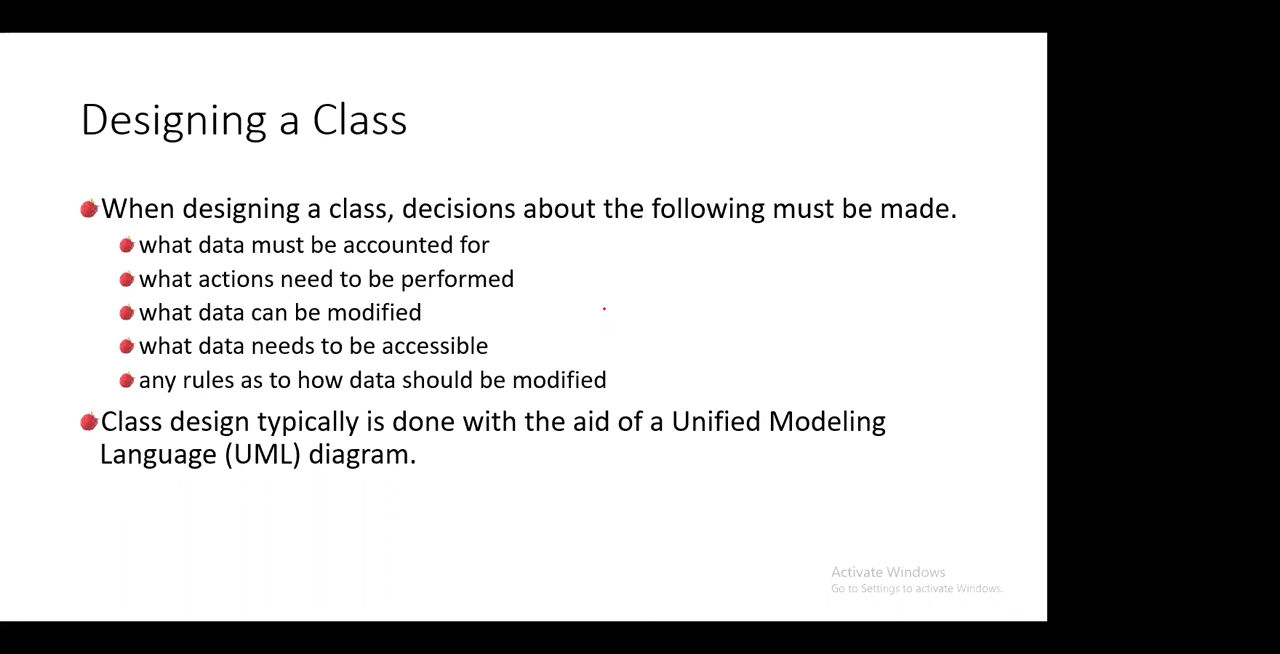 Designing a Class
When designing a class, decisions about the following must be made.
what data must be accounted for
what actions need to be performed
what data can be modified
what data needs to be accessible
any rules as to how data should be modified
Class design typically is done with the aid of a Unified Modeling
Language (UML) diagram.
Activate Windows
Go to Settings to activate Windows.